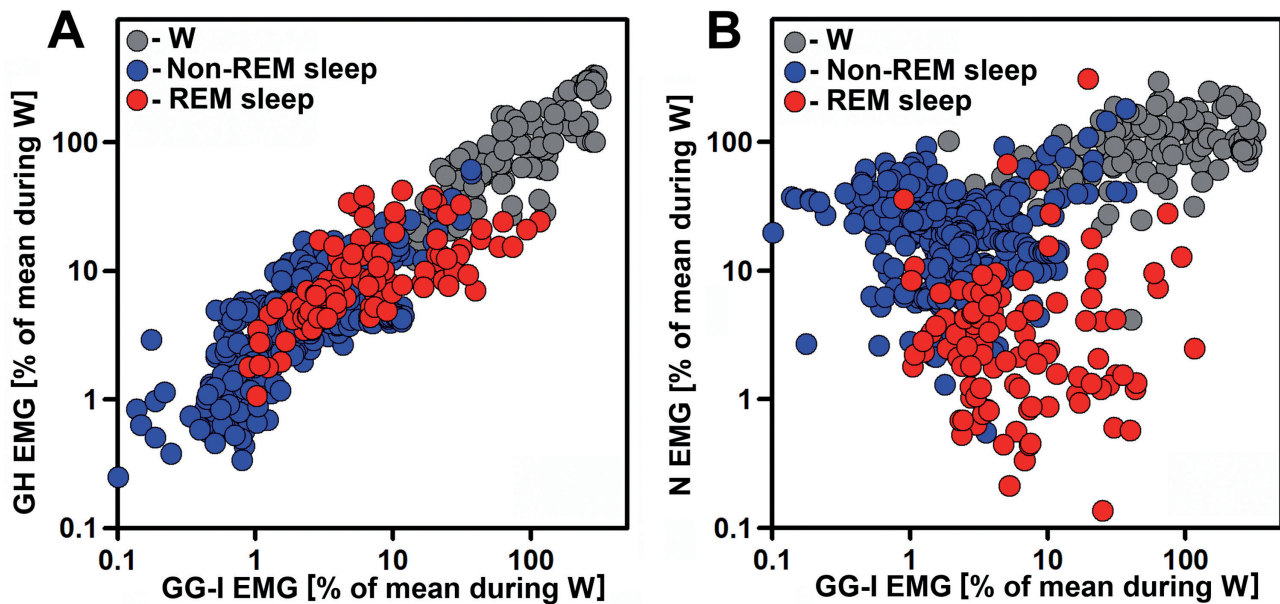 A
- W
- Non-REM sleep
- REM sleep
GH EMG [% of mean during W]
100
10
1
0.1
0.1 1 10 100
GG-I EMG [% of mean during W]
B
- W
- Non-REM sleep
- REM sleep
N EMG [% of mean during W]
100
10
1
0.1
0.1 1 10 100
GG-I EMG [% of mean during W]